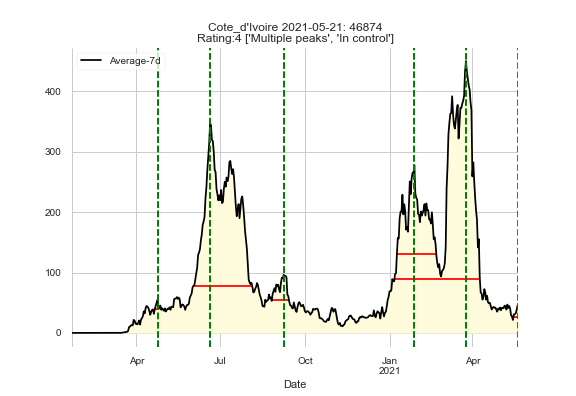 Cote_d'Ivoire 2021-05-21: 46874
Rating:4 ['Multiple peaks', 'In control']
Average-7d
400
300
200
100
0
Apr
Jul
Oct
Jan
2021
Apr
Date